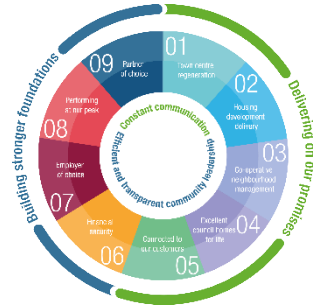 Building stronger foundations
Delivering on our promises
Constant communication
Efficient and transparent community leadership
01
Town centre
regeneration
02
Housing
development
delivery
03
Co-operative
neighbourhood
management
04
Excellent
council homes
for life
05
Connected to
our customers
06
Financial
security
07
Employer
of choice
08
Performing
at our peak
09
Partner
of choice